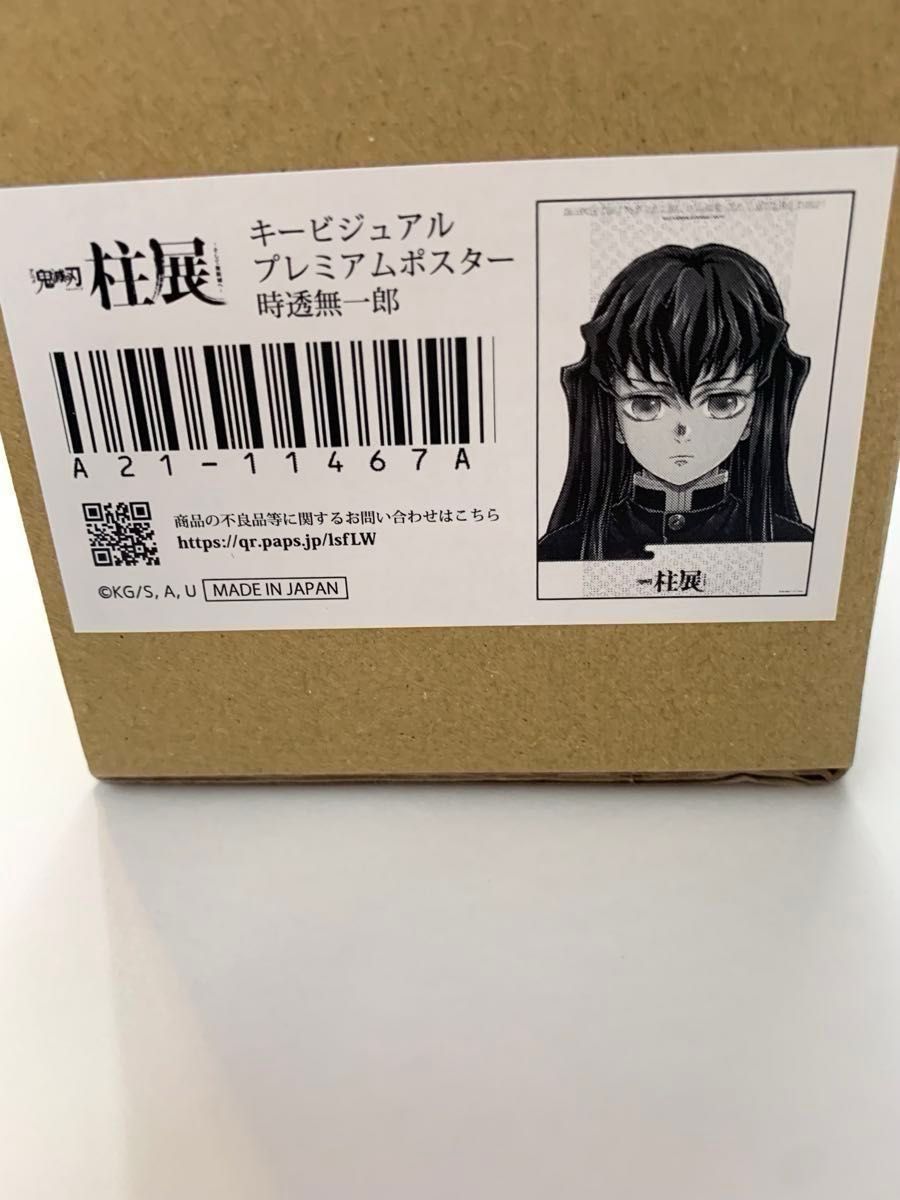 鬼滅の刃 柱展
キービジュアル
プレミアムポスター
時透無一郎
A21-11467A
商品の不良品等に関するお問い合わせはこちら
https://qr.paps.jp/lsfLW
©KG/S, A, U MADE IN JAPAN
柱展